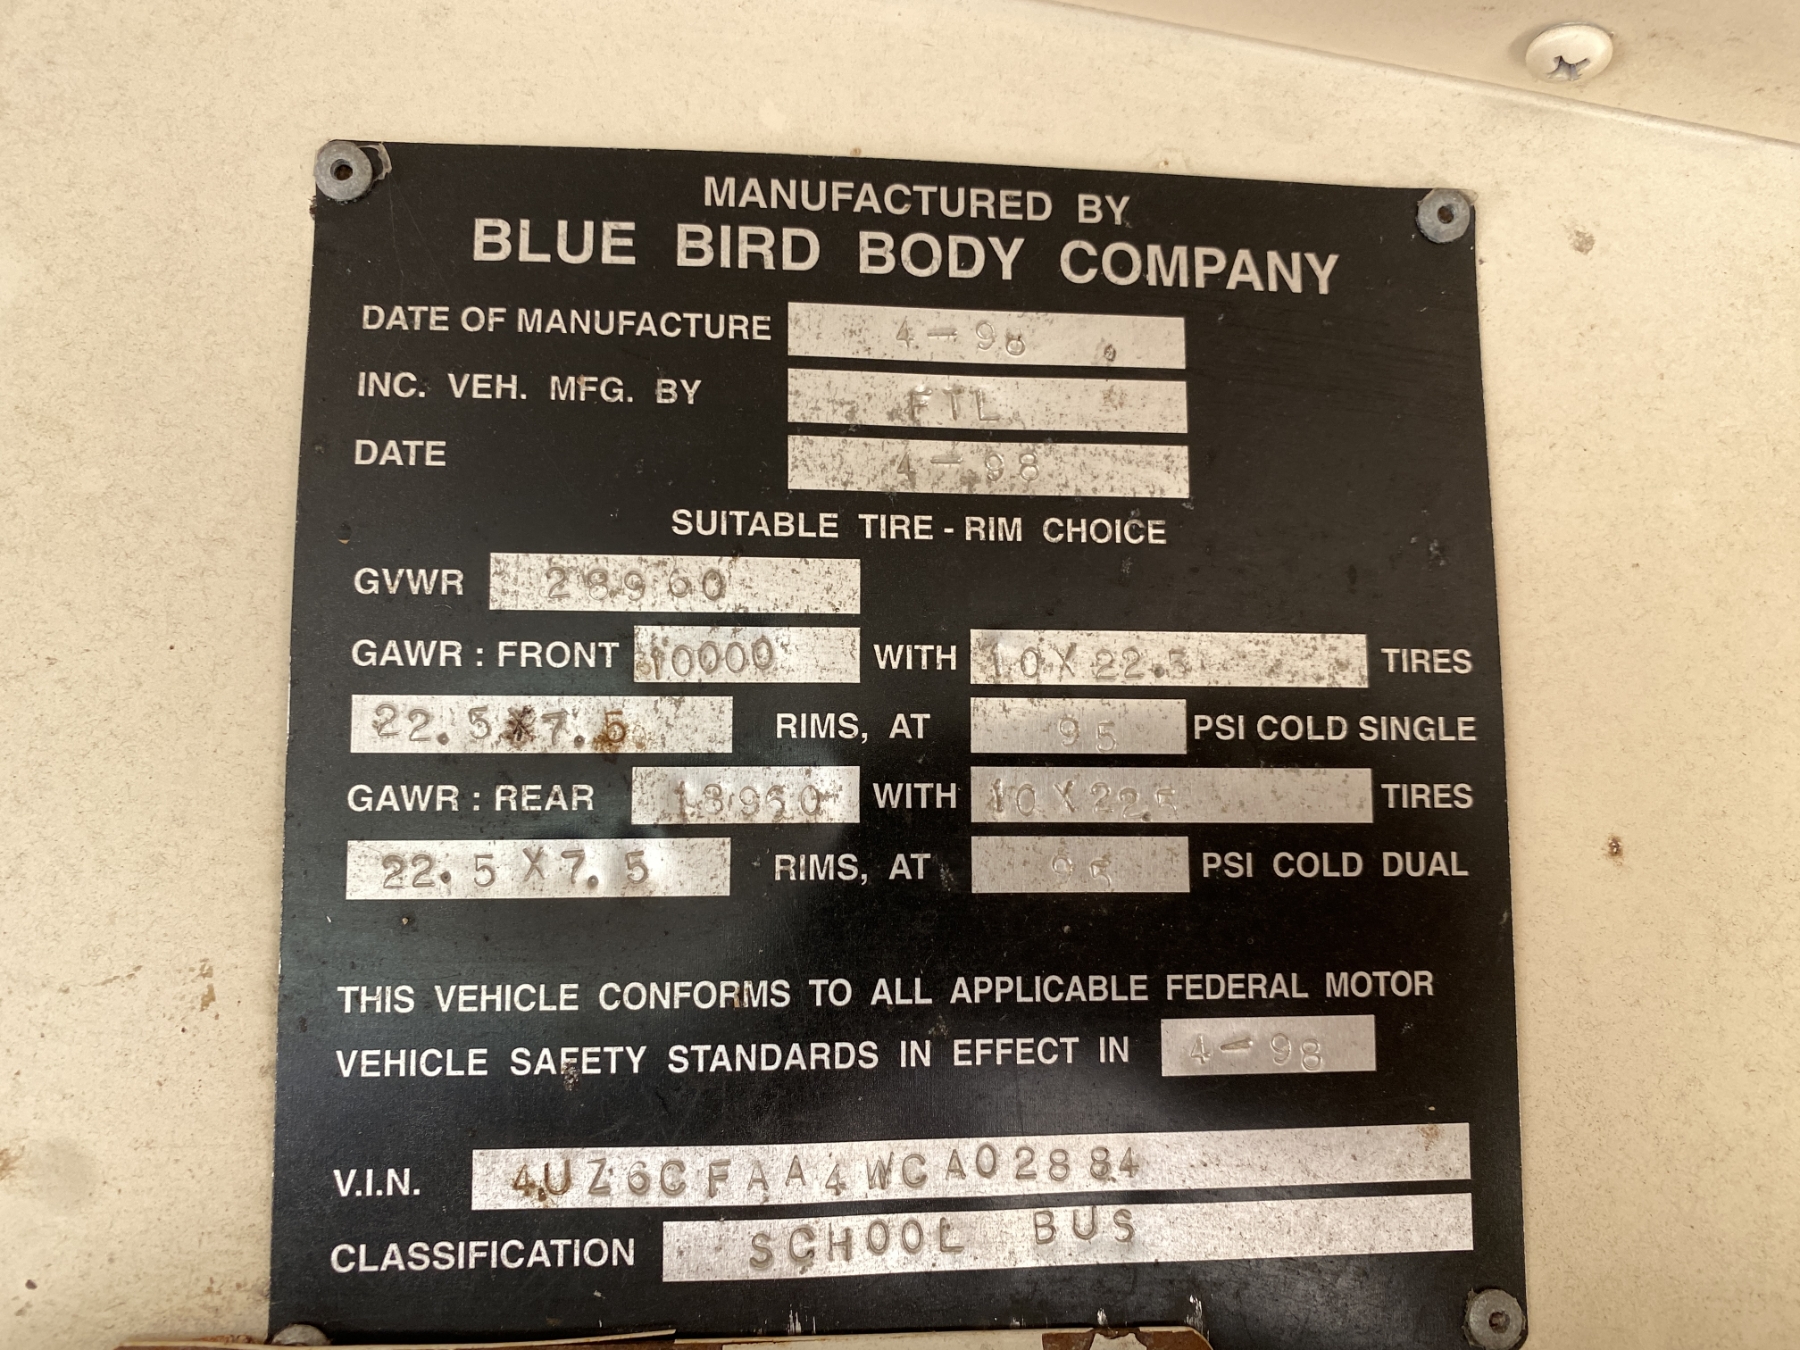 MANUFACTURED BY
BLUE BIRD BODY COMPANY
DATE OF MANUFACTURE 4-98
INC. VEH. MFG. BY FTL
DATE 4-98
SUITABLE TIRE - RIM CHOICE
GVWR 28960
GAWR : FRONT 10000 WITH 10X22.5 TIRES
22.5X7.5 RIMS, AT 95 PSI COLD SINGLE
GAWR : REAR 18960 WITH 10X22.5 TIRES
22.5X7.5 RIMS, AT 95 PSI COLD DUAL
THIS VEHICLE CONFORMS TO ALL APPLICABLE FEDERAL MOTOR
VEHICLE SAFETY STANDARDS IN EFFECT IN 4-98
V.I.N. 4UZ6CFAA4WCA02884
CLASSIFICATION SCHOOL BUS